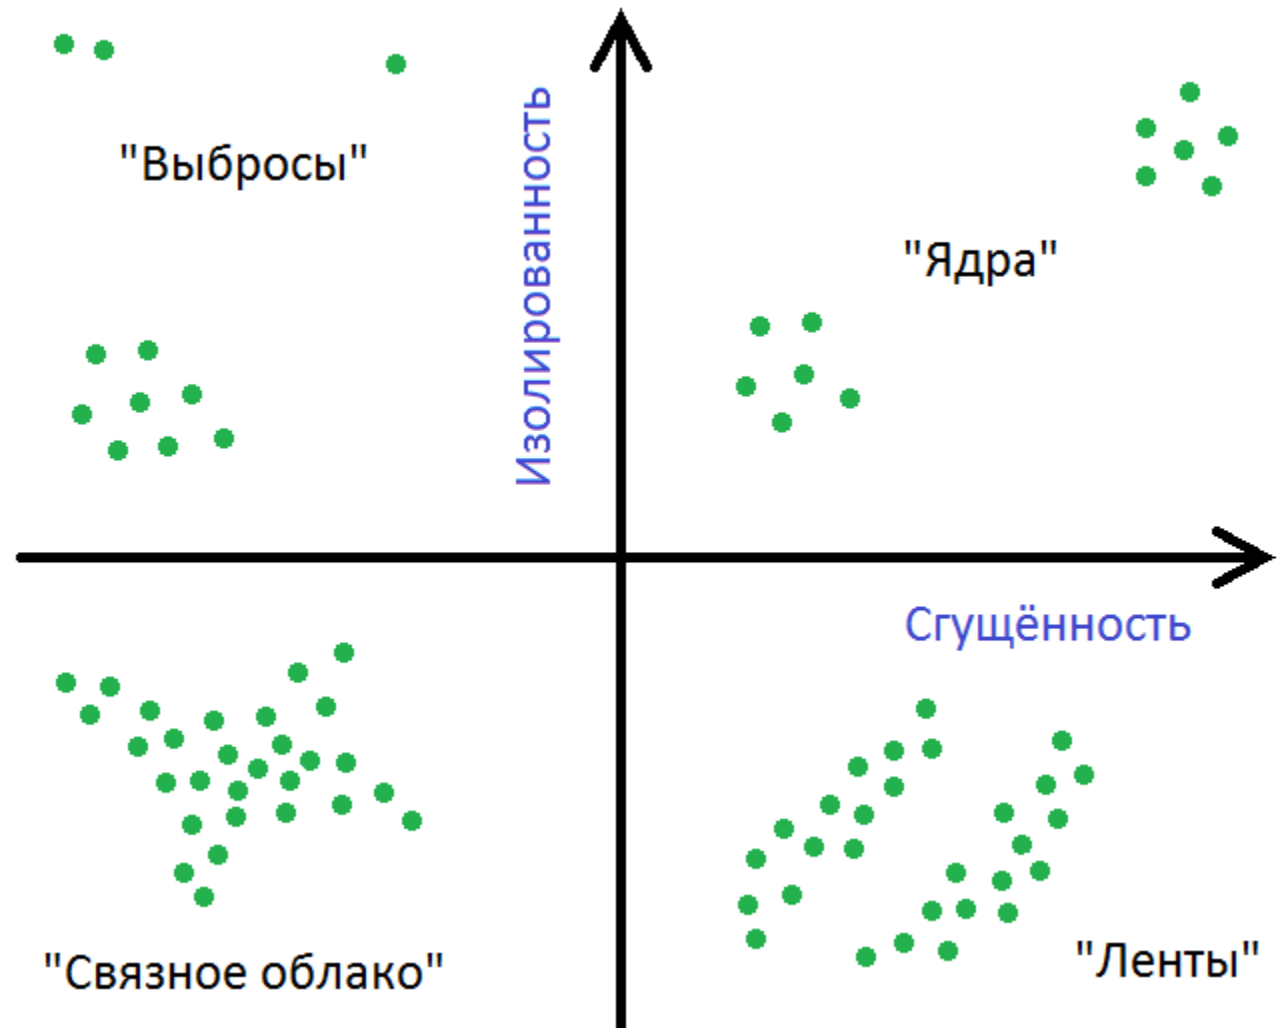 "Выбросы"
Изолированность
"Ядра"
Сгущённость
"Связное облако"
"Ленты"